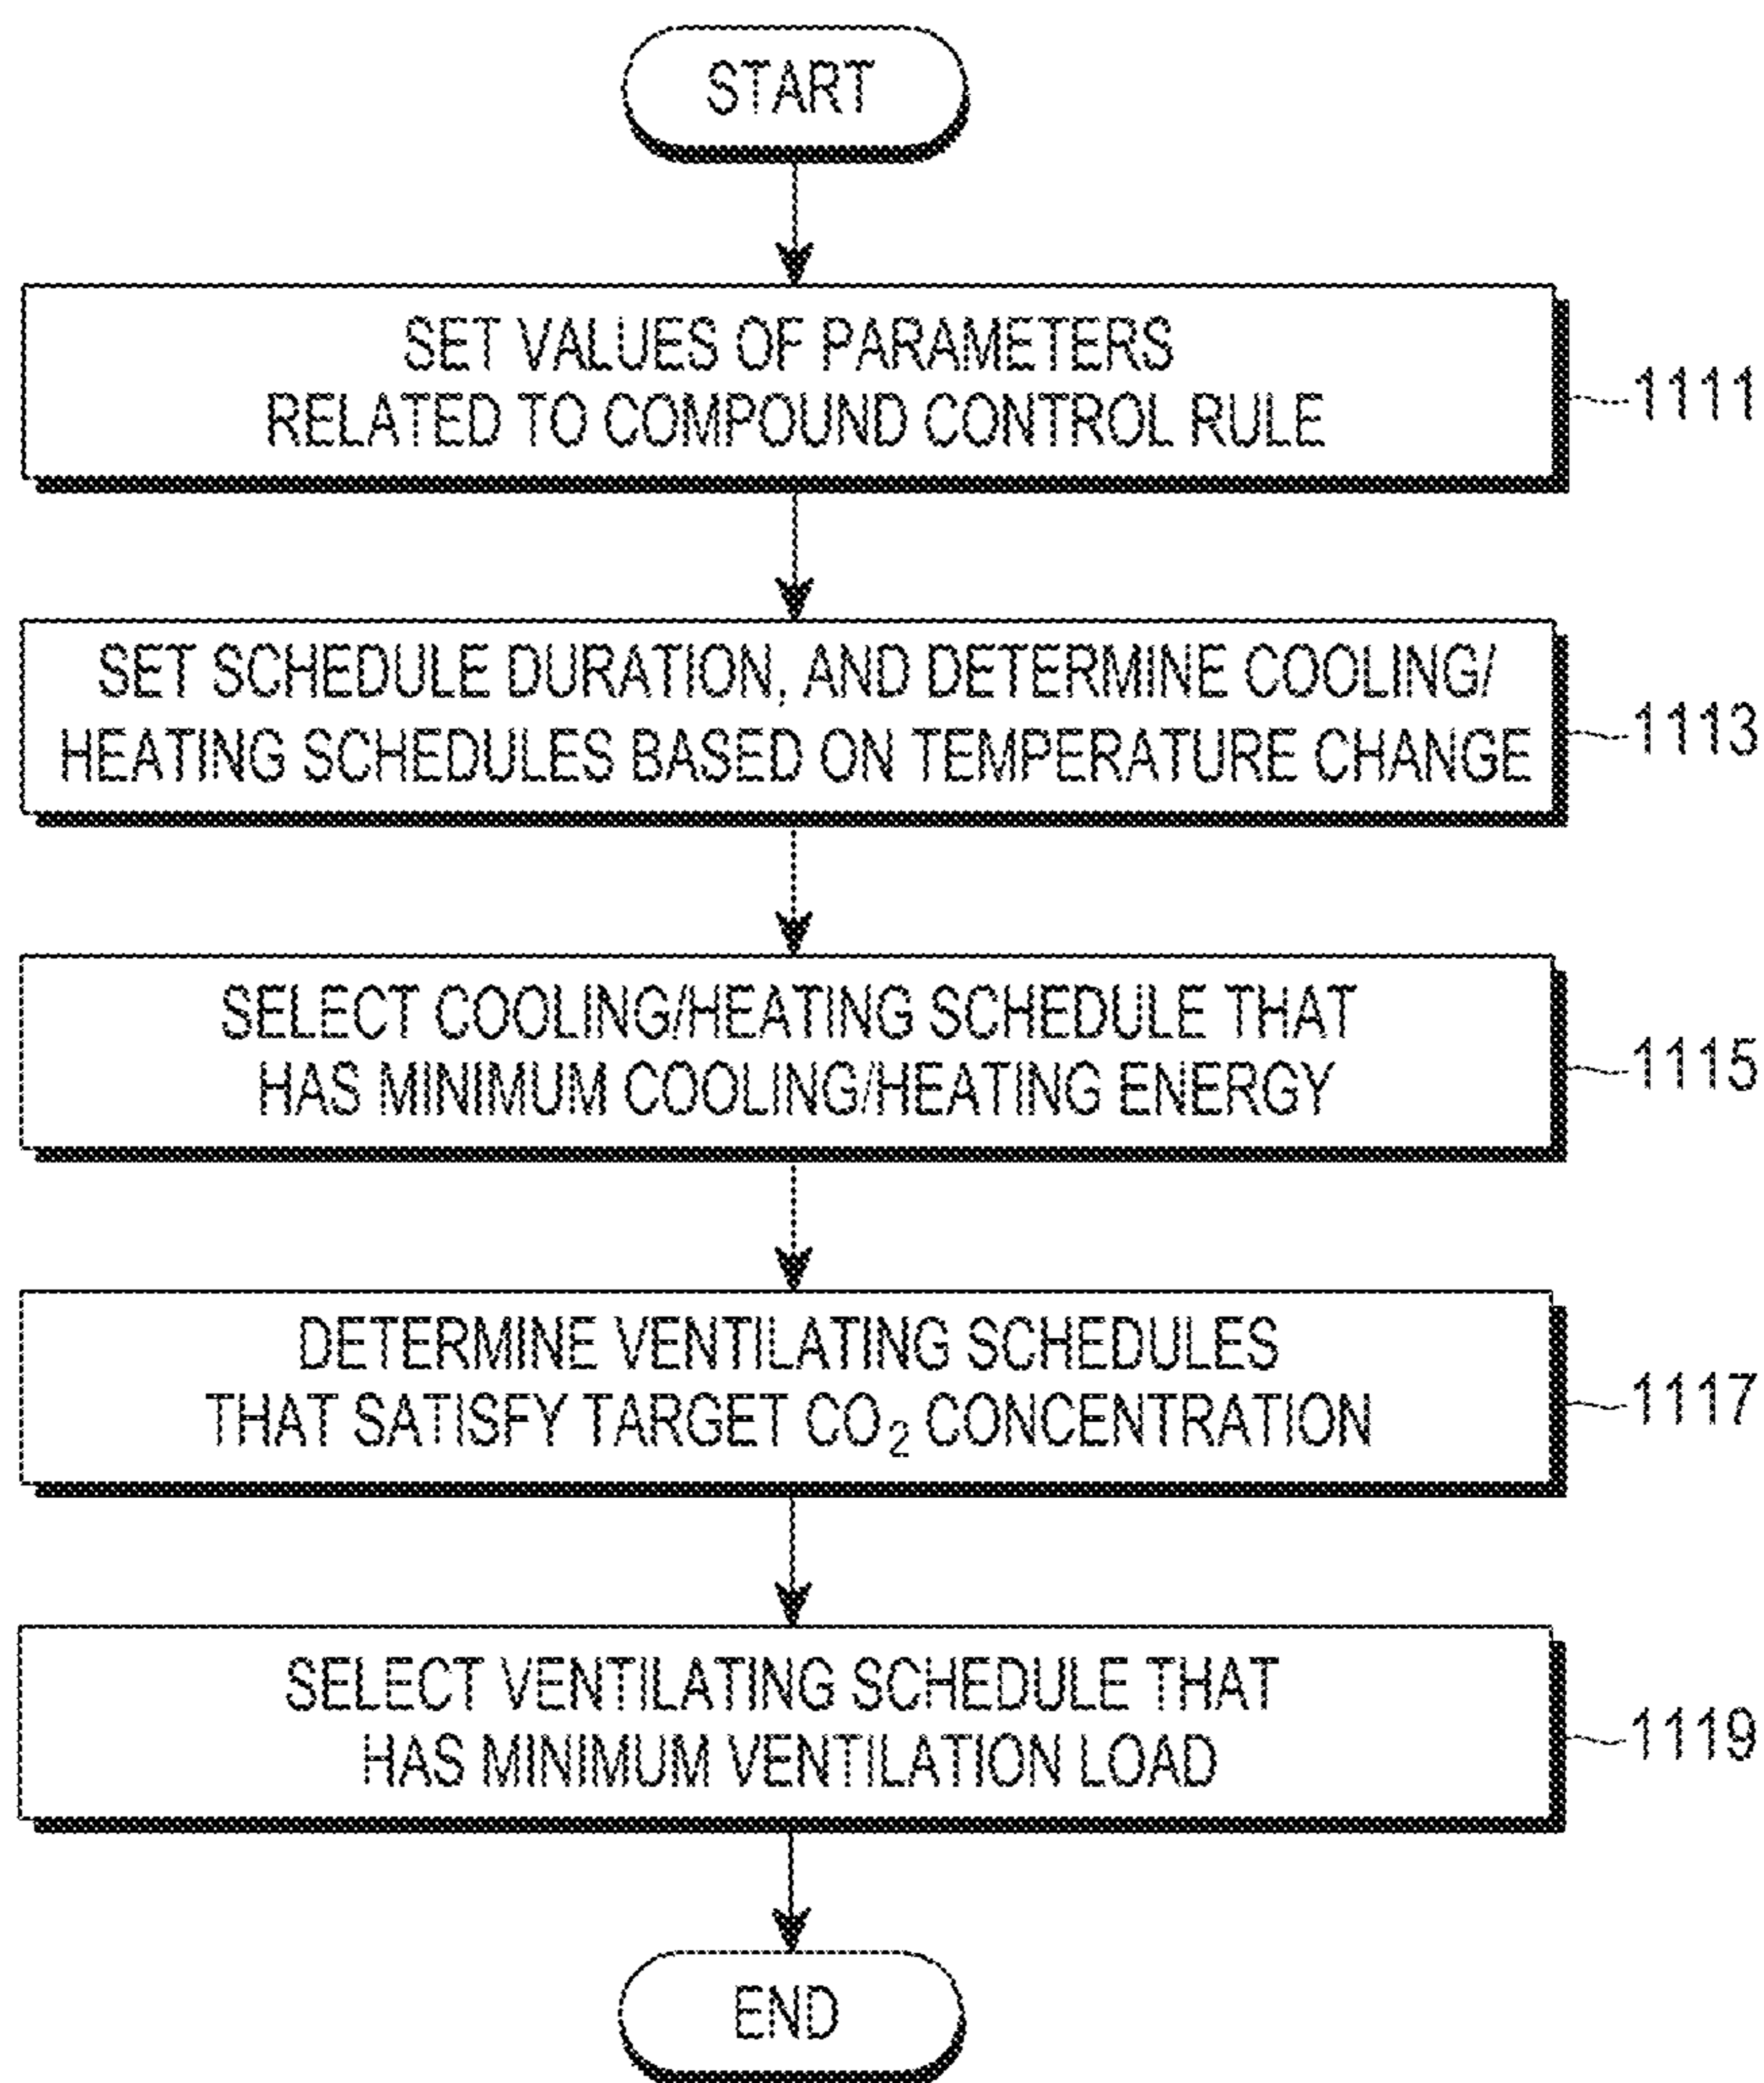 START
SET VALUES OF PARAMETERS
RELATED TO COMPOUND CONTROL RULE
1111
SET SCHEDULE DURATION, AND DETERMINE COOLING/
HEATING SCHEDULES BASED ON TEMPERATURE CHANGE
1113
SELECT COOLING/HEATING SCHEDULE THAT
HAS MINIMUM COOLING/HEATING ENERGY
1115
DETERMINE VENTILATING SCHEDULES
THAT SATISFY TARGET CO₂ CONCENTRATION
1117
SELECT VENTILATING SCHEDULE THAT
HAS MINIMUM VENTILATION LOAD
1119
END